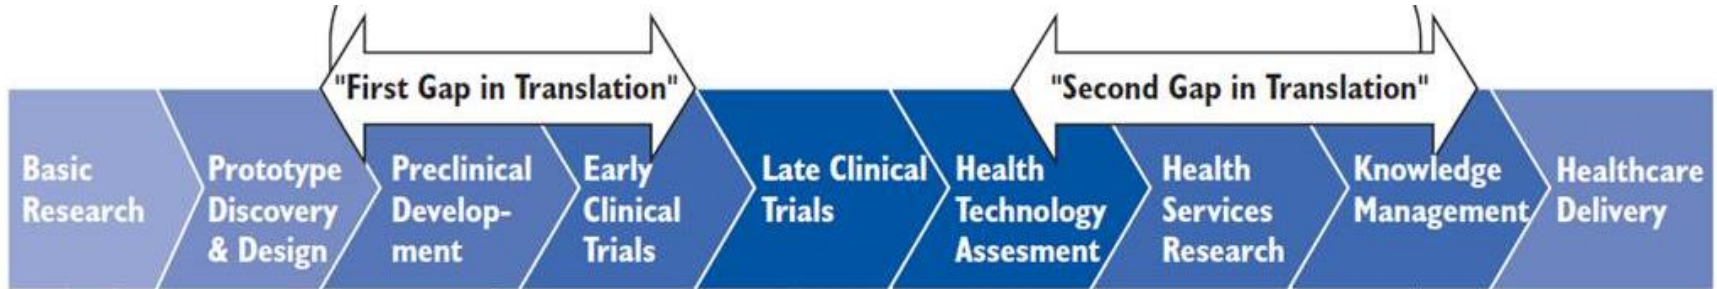 "First Gap in Translation"
"Second Gap in Translation"
Basic
Research
Prototype
Discovery
& Design
Preclinical
Develop-
ment
Early
Clinical
Trials
Late Clinical
Trials
Health
Technology
Assesment
Health
Services
Research
Knowledge
Management
Healthcare
Delivery